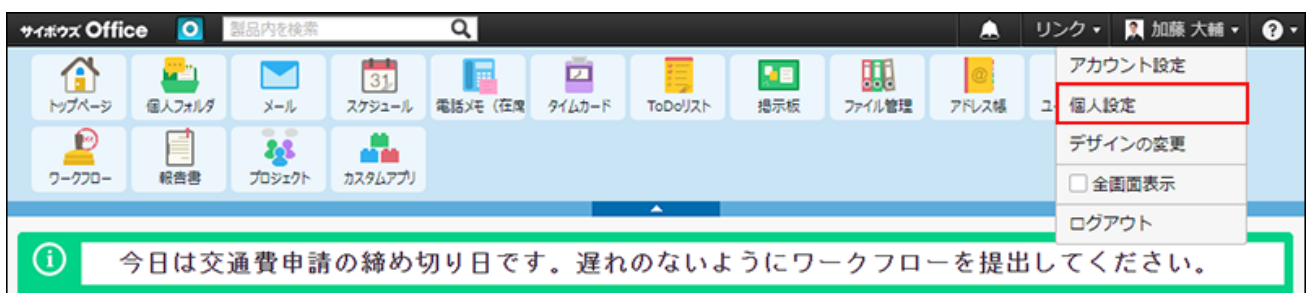 サイボウズ Office
製品内を検索
リンク
加藤 大輔
?
トップページ
個人フォルダ
メール
31
スケジュール
電話メモ（在席
タイムカード
ToDoリスト
掲示板
ファイル管理
@
アドレス帳
ユ
ワークフロー
報告書
プロジェクト
カスタムアプリ
アカウント設定
個人設定
デザインの変更
全画面表示
ログアウト
今日は交通費申請の締め切り日です。遅れのないようにワークフローを提出してください。